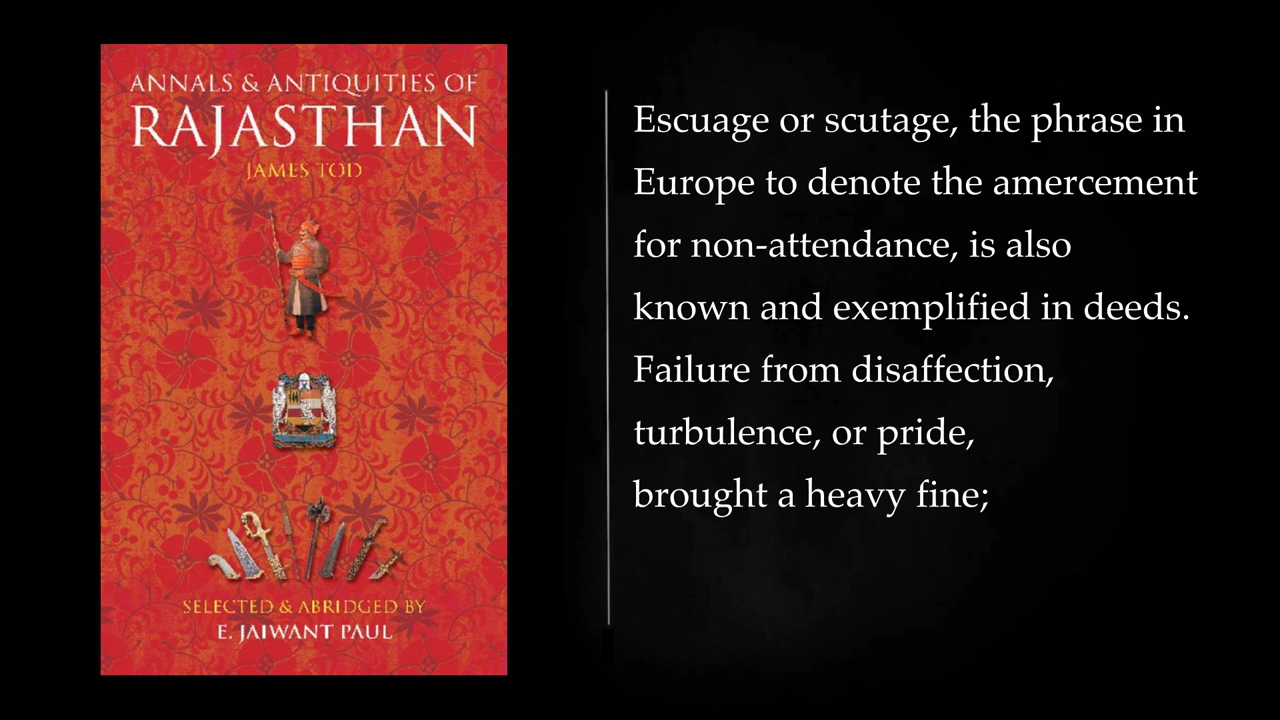 ANNALS & ANTIQUITIES OF
RAJASTHAN
JAMES TOD
SELECTED & ABRIDGED BY
E. JAIWANT PAUL
Escuage or scutage, the phrase in
Europe to denote the amercement
for non-attendance, is also
known and exemplified in deeds.
Failure from disaffection,
turbulence, or pride,
brought a heavy fine;